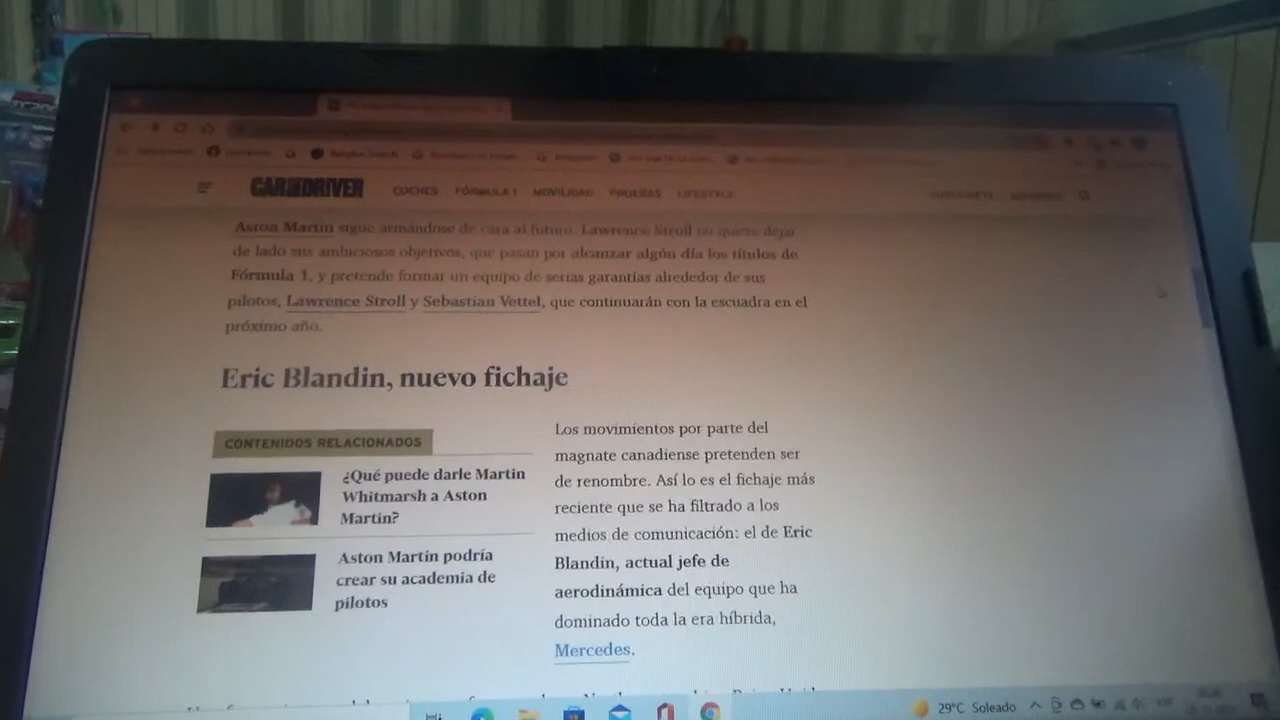 CAR AND DRIVER COCHES FÓRMULA 1 MOVILIDAD PRUEBAS LIFESTYLE
Aston Martin sigue armándose de cara al futuro. Lawrence Stroll no quiere dejar
de lado sus ambiciosos objetivos, que pasan por alcanzar algún día los títulos de
Fórmula 1, y pretende formar un equipo de serias garantías alrededor de sus
pilotos, Lawrence Stroll y Sebastian Vettel, que continuarán con la escuadra en el
próximo año.
Eric Blandin, nuevo fichaje
CONTENIDOS RELACIONADOS
¿Qué puede darle Martin
Whitmarsh a Aston
Martin?
Aston Martin podría
crear su academia de
pilotos
Los movimientos por parte del
magnate canadiense pretenden ser
de renombre. Así lo es el fichaje más
reciente que se ha filtrado a los
medios de comunicación: el de Eric
Blandin, actual jefe de
aerodinámica del equipo que ha
dominado toda la era híbrida,
Mercedes.
29°C Soleado